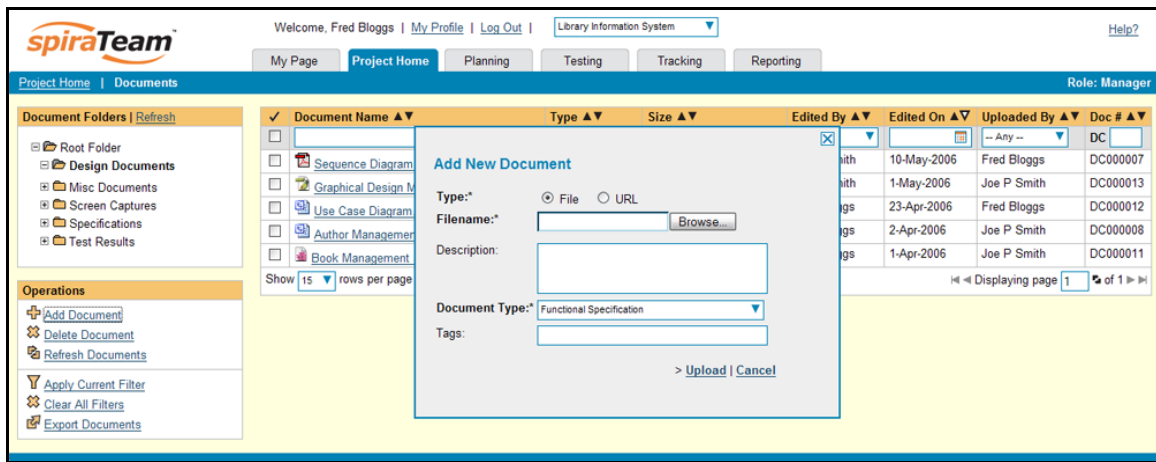 spiraTeam
Welcome, Fred Bloggs | My Profile | Log Out | Library Information System
Help?
My Page Project Home Planning Testing Tracking Reporting
Project Home | Documents Role: Manager
Document Folders | Refresh
Root Folder
Design Documents
Misc Documents
Screen Captures
Specifications
Test Results
Operations
Add Document
Delete Document
Refresh Documents
Apply Current Filter
Clear All Filters
Export Documents
✓ Document Name ▲▼ Type ▲▼ Size ▲▼ Edited By ▲▼ Edited On ▲▼ Uploaded By ▲▼ Doc # ▲▼
-- Any -- DC
Sequence Diagram ith 10-May-2006 Fred Bloggs DC000007
Graphical Design M ith 1-May-2006 Joe P Smith DC000013
Use Case Diagram ggs 23-Apr-2006 Fred Bloggs DC000012
Author Managemen ggs 2-Apr-2006 Joe P Smith DC000008
Book Management ggs 1-Apr-2006 Joe P Smith DC000011
Show 15 rows per page Displaying page 1 of 1
Add New Document
Type:* File URL
Filename:* Browse...
Description:
Document Type:* Functional Specification
Tags:
> Upload | Cancel